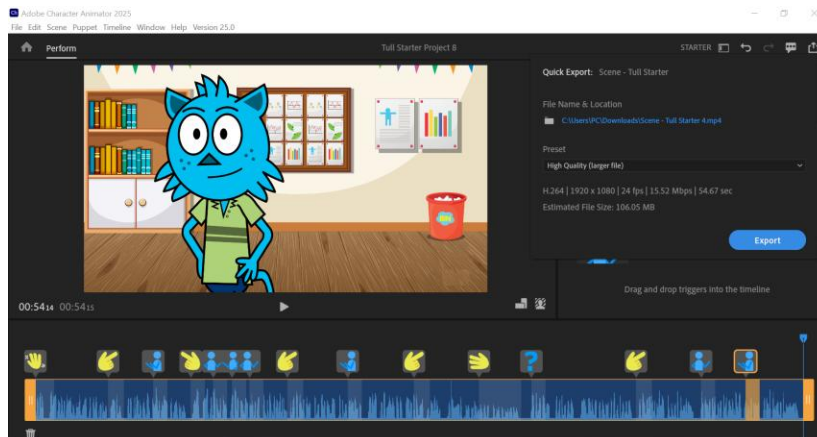 Ch Adobe Character Animator 2025
File Edit Scene Puppet Timeline Window Help Version 25.0
Perform
Tull Starter Project 8
STARTER
Quick Export: Scene - Tull Starter
File Name & Location
C:\Users\PC\Downloads\Scene - Tull Starter 4.mp4
Preset
High Quality (larger file)
H.264 | 1920 x 1080 | 24 fps | 15.52 Mbps | 54.67 sec
Estimated File Size: 106.05 MB
Export
Drag and drop triggers into the timeline
00:5414 00:5415
?